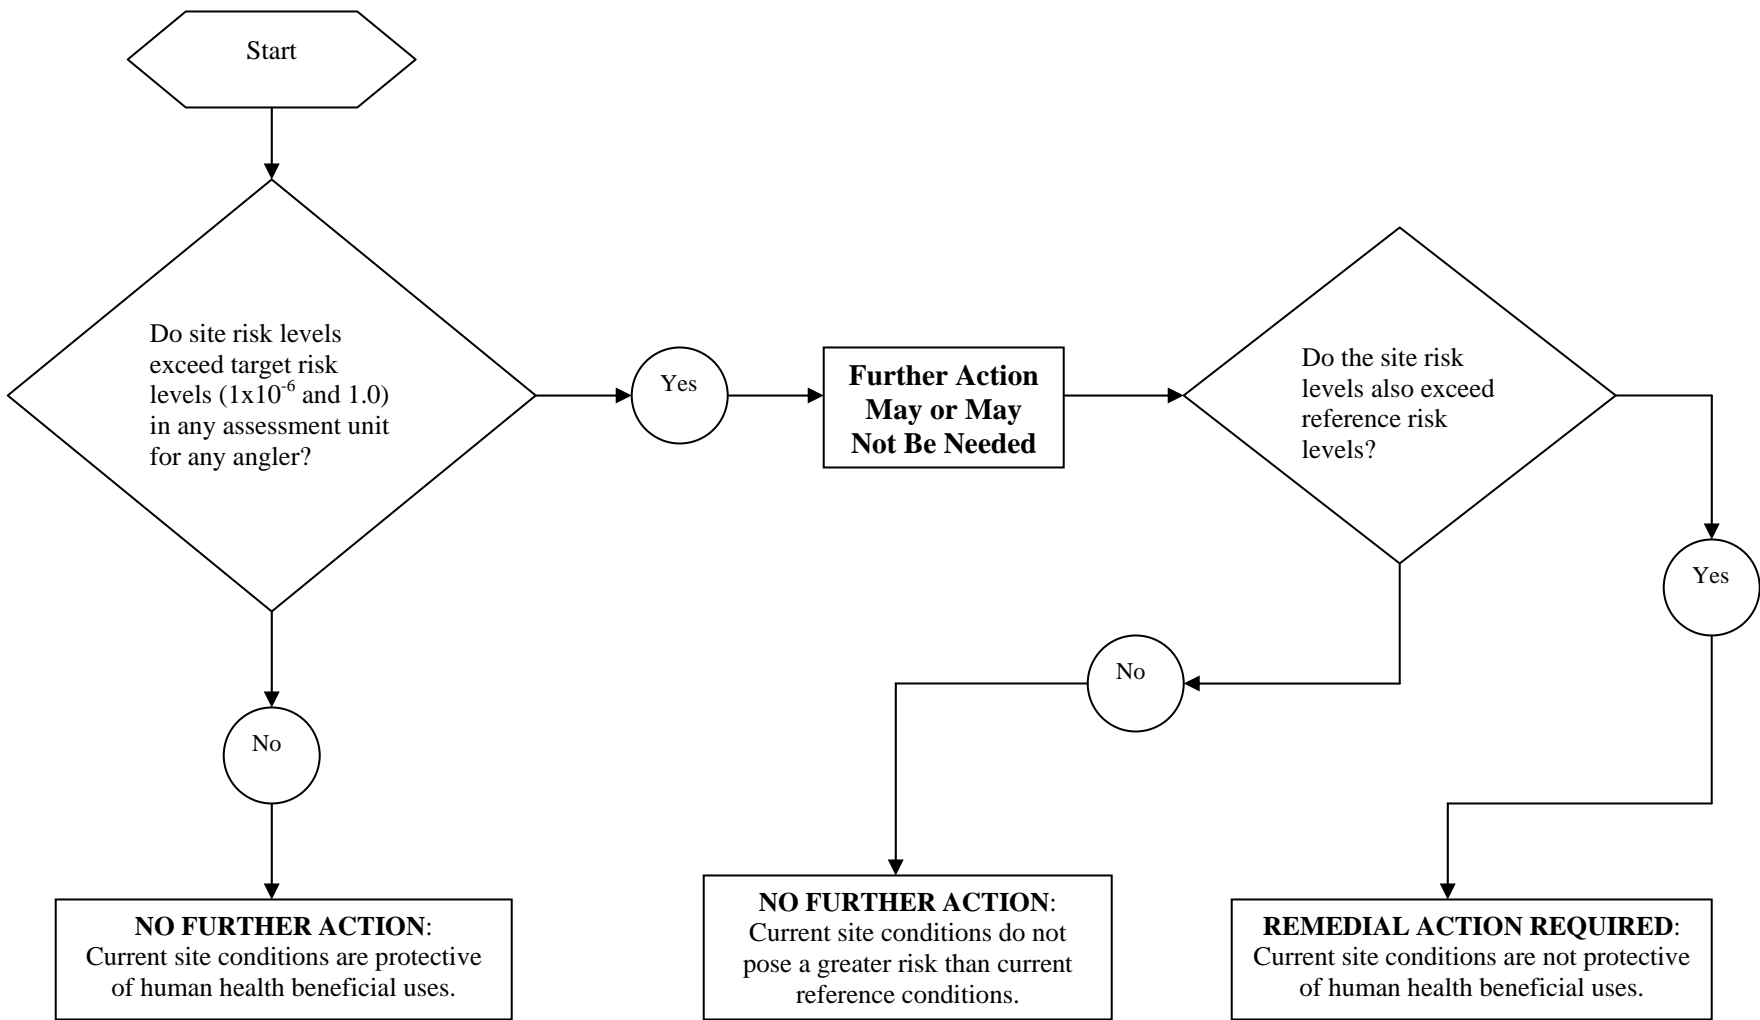 Start
Do site risk levels
exceed target risk
levels (1x10⁻⁶ and 1.0)
in any assessment unit
for any angler?
Yes
Further Action
May or May
Not Be Needed
Do the site risk
levels also exceed
reference risk
levels?
Yes
No
No
NO FURTHER ACTION:
Current site conditions are protective
of human health beneficial uses.
NO FURTHER ACTION:
Current site conditions do not
pose a greater risk than current
reference conditions.
REMEDIAL ACTION REQUIRED:
Current site conditions are not protective
of human health beneficial uses.